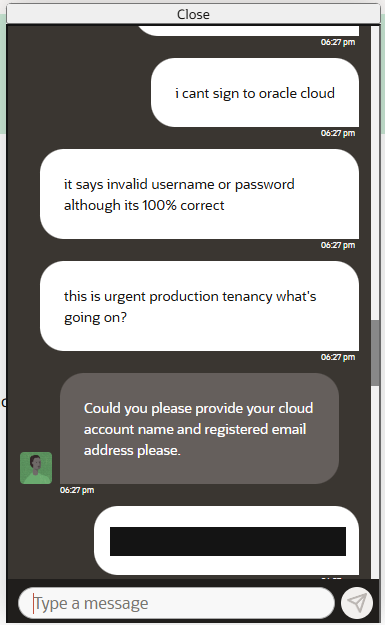 Close
06:27 pm
i cant sign to oracle cloud
06:27 pm
it says invalid username or password
although its 100% correct
06:27 pm
this is urgent production tenancy what's
going on?
06:27 pm
Could you please provide your cloud
account name and registered email
address please.
06:27 pm
Type a message